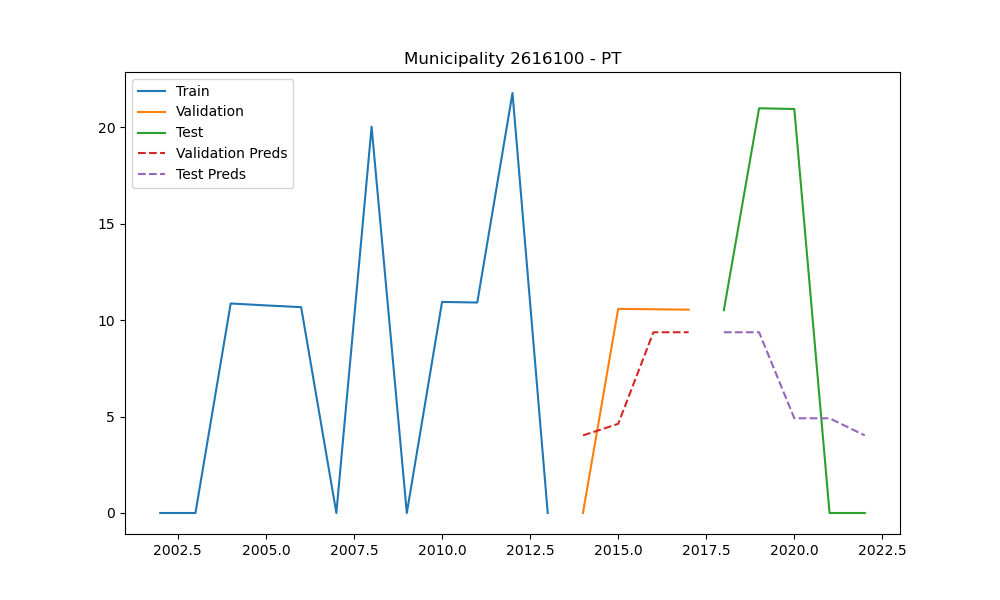 Municipality 2616100 - PT
Train
Validation
Test
Validation Preds
Test Preds
20
15
10
5
0
2002.5 2005.0 2007.5 2010.0 2012.5 2015.0 2017.5 2020.0 2022.5